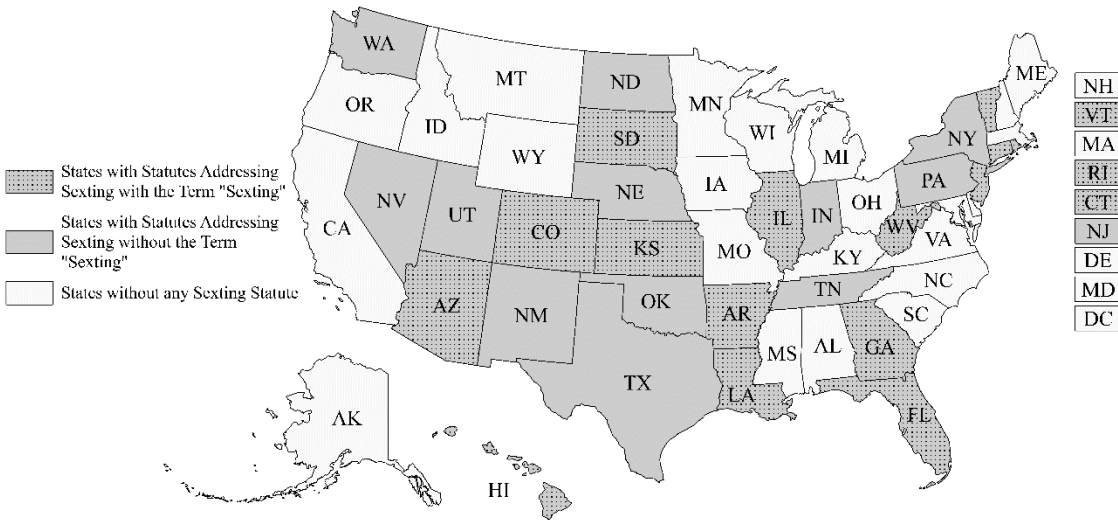 WA
MT
ND
MN
ME
OR
ID
SD
WI
NY
WY
MI
NH
VT
MA
RI
CT
NJ
DE
MD
DC
States with Statutes Addressing
Sexting with the Term "Sexting"
States with Statutes Addressing
Sexting without the Term
"Sexting"
States without any Sexting Statute
NV
UT
NE
IA
PA
CA
CO
KS
MO
IL
IN
OH
WV
VA
KY
AZ
NM
OK
AR
TN
NC
SC
TX
LA
MS
AL
GA
FL
AK
HI